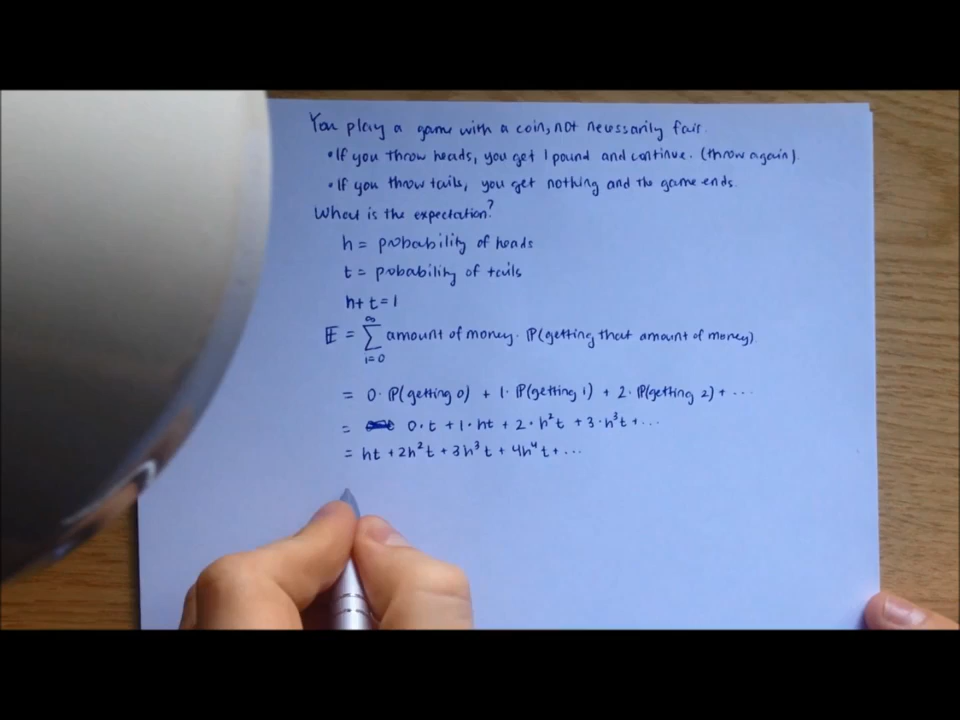 You play a game with a coin, not necessarily fair.
• If you throw heads, you get 1 pound and continue. (throw again).
• If you throw tails, you get nothing and the game ends.
What is the expectation?
h = probability of heads
t = probability of tails
h+t=1
𝔼 = ∑_{i=0}^{∞} amount of money. ℙ(getting that amount of money)
= 0·ℙ(getting 0) + 1·ℙ(getting 1) + 2·ℙ(getting 2) + ...
= 0·t + 1·ht + 2·h²t + 3·h³t + ...
= ht + 2h²t + 3h³t + 4h⁴t + ...